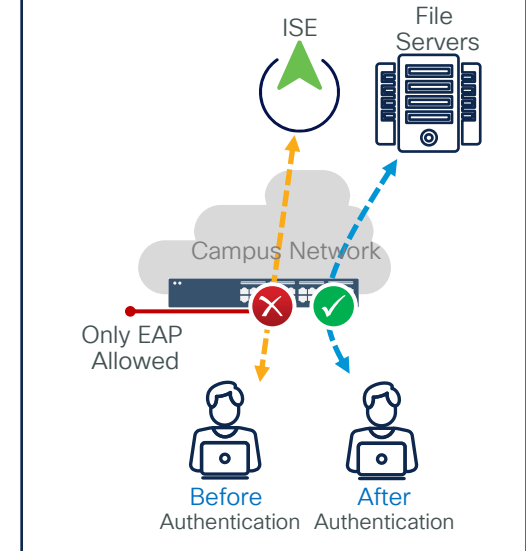 ISE
File
Servers
Campus Network
Only EAP
Allowed
Before
Authentication
After
Authentication